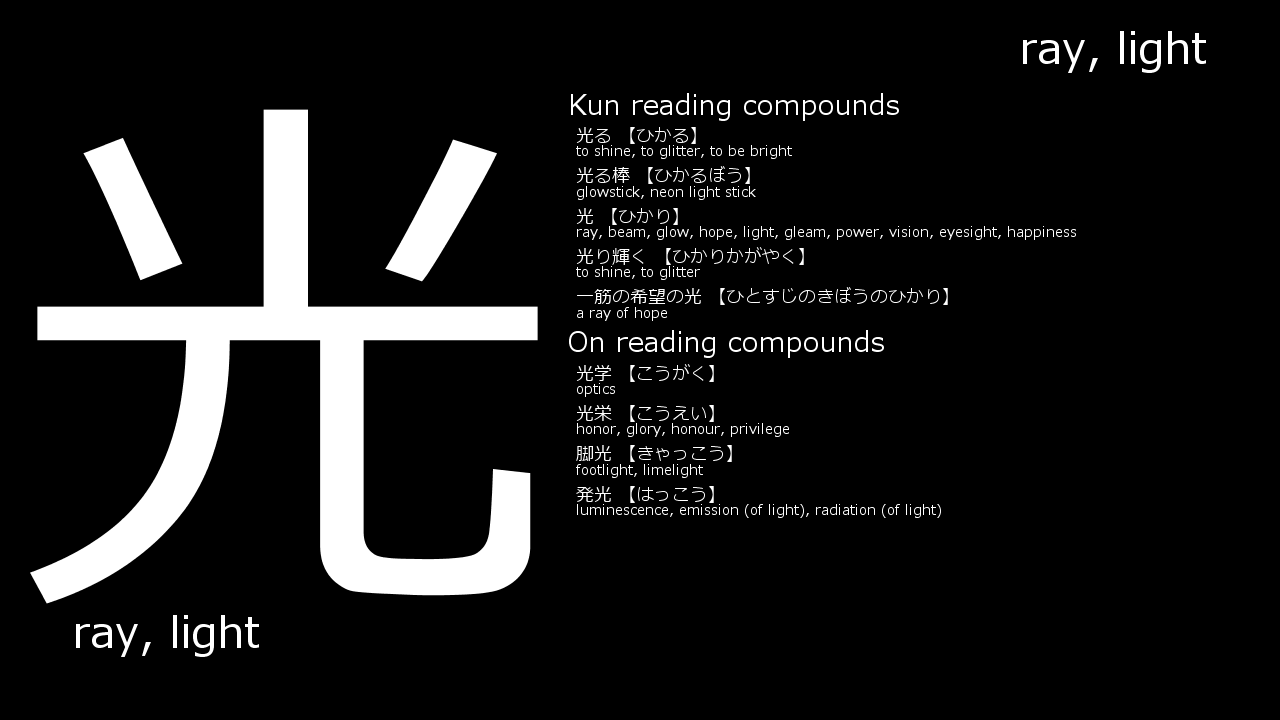 ray, light
光
Kun reading compounds
光る 【ひかる】
to shine, to glitter, to be bright
光る棒 【ひかるぼう】
glowstick, neon light stick
光 【ひかり】
ray, beam, glow, hope, light, gleam, power, vision, eyesight, happiness
光り輝く 【ひかりかがやく】
to shine, to glitter
一筋の希望の光 【ひとすじのきぼうのひかり】
a ray of hope
On reading compounds
光学 【こうがく】
optics
光栄 【こうえい】
honor, glory, honour, privilege
脚光 【きゃっこう】
footlight, limelight
発光 【はっこう】
luminescence, emission (of light), radiation (of light)
ray, light